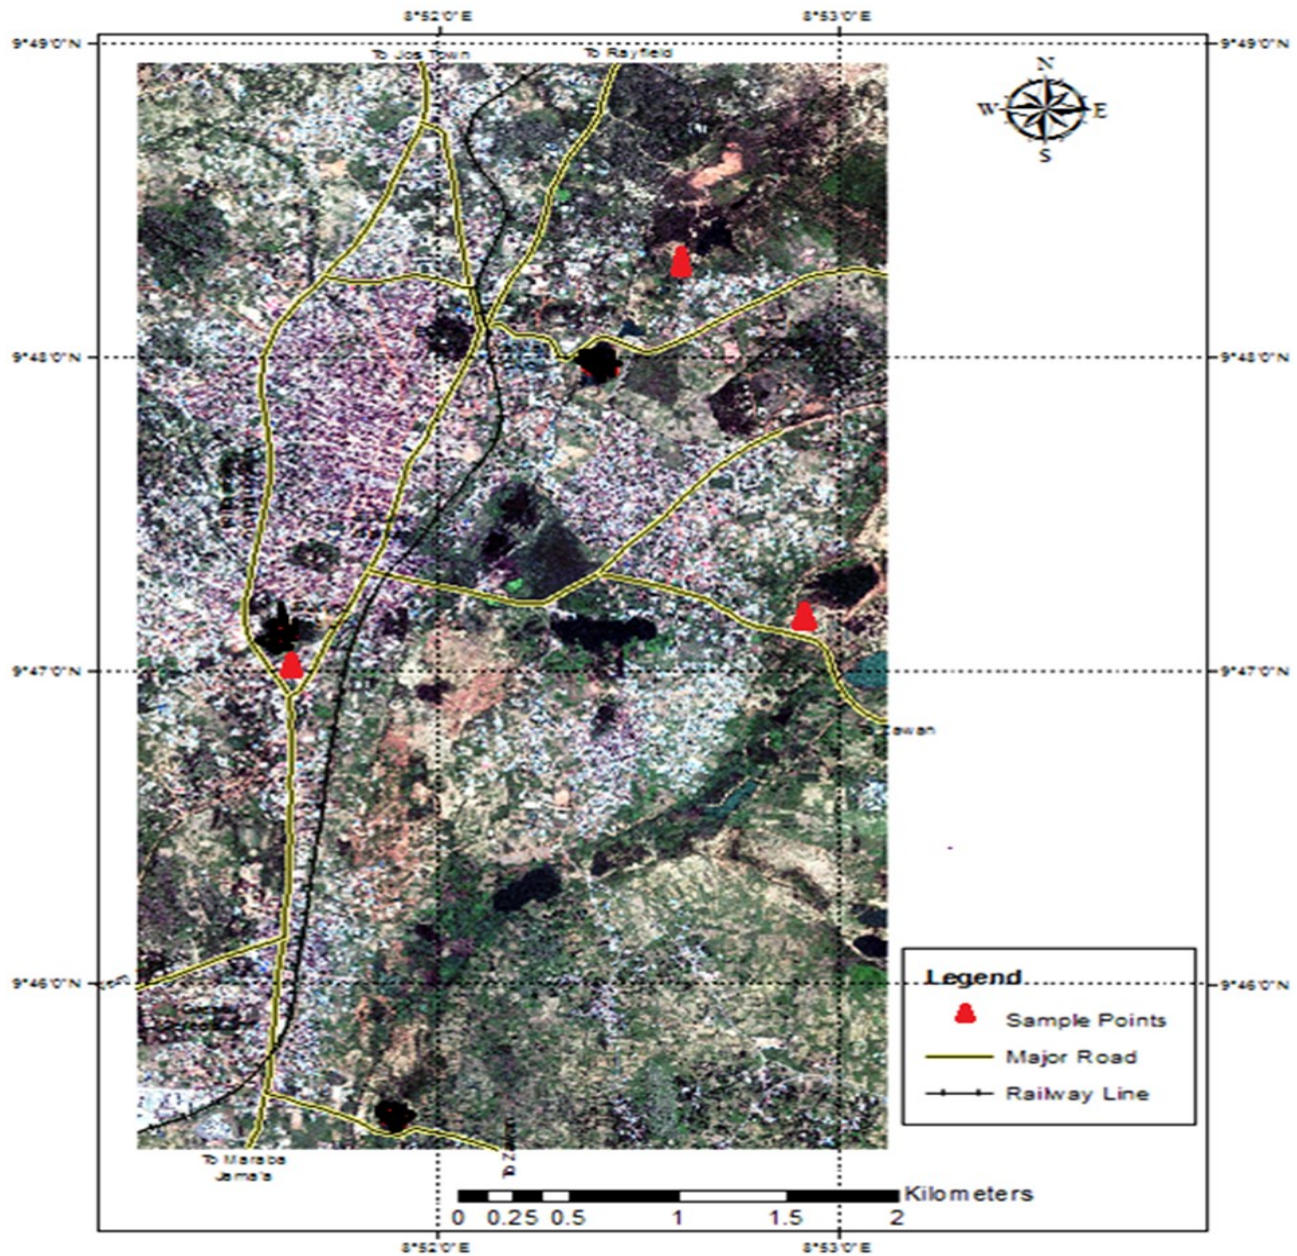 8°52'0"E 8°53'0"E
9°49'0"N 9°49'0"N
To Jos Town To Rayfield
N
W E
S
9°48'0"N 9°48'0"N
9°47'0"N 9°47'0"N
9°46'0"N 9°46'0"N
Legend
Sample Points
Major Road
Railway Line
To Maraba
Jama'a
Kilometers
0 0.25 0.5 1 1.5 2
8°52'0"E 8°53'0"E